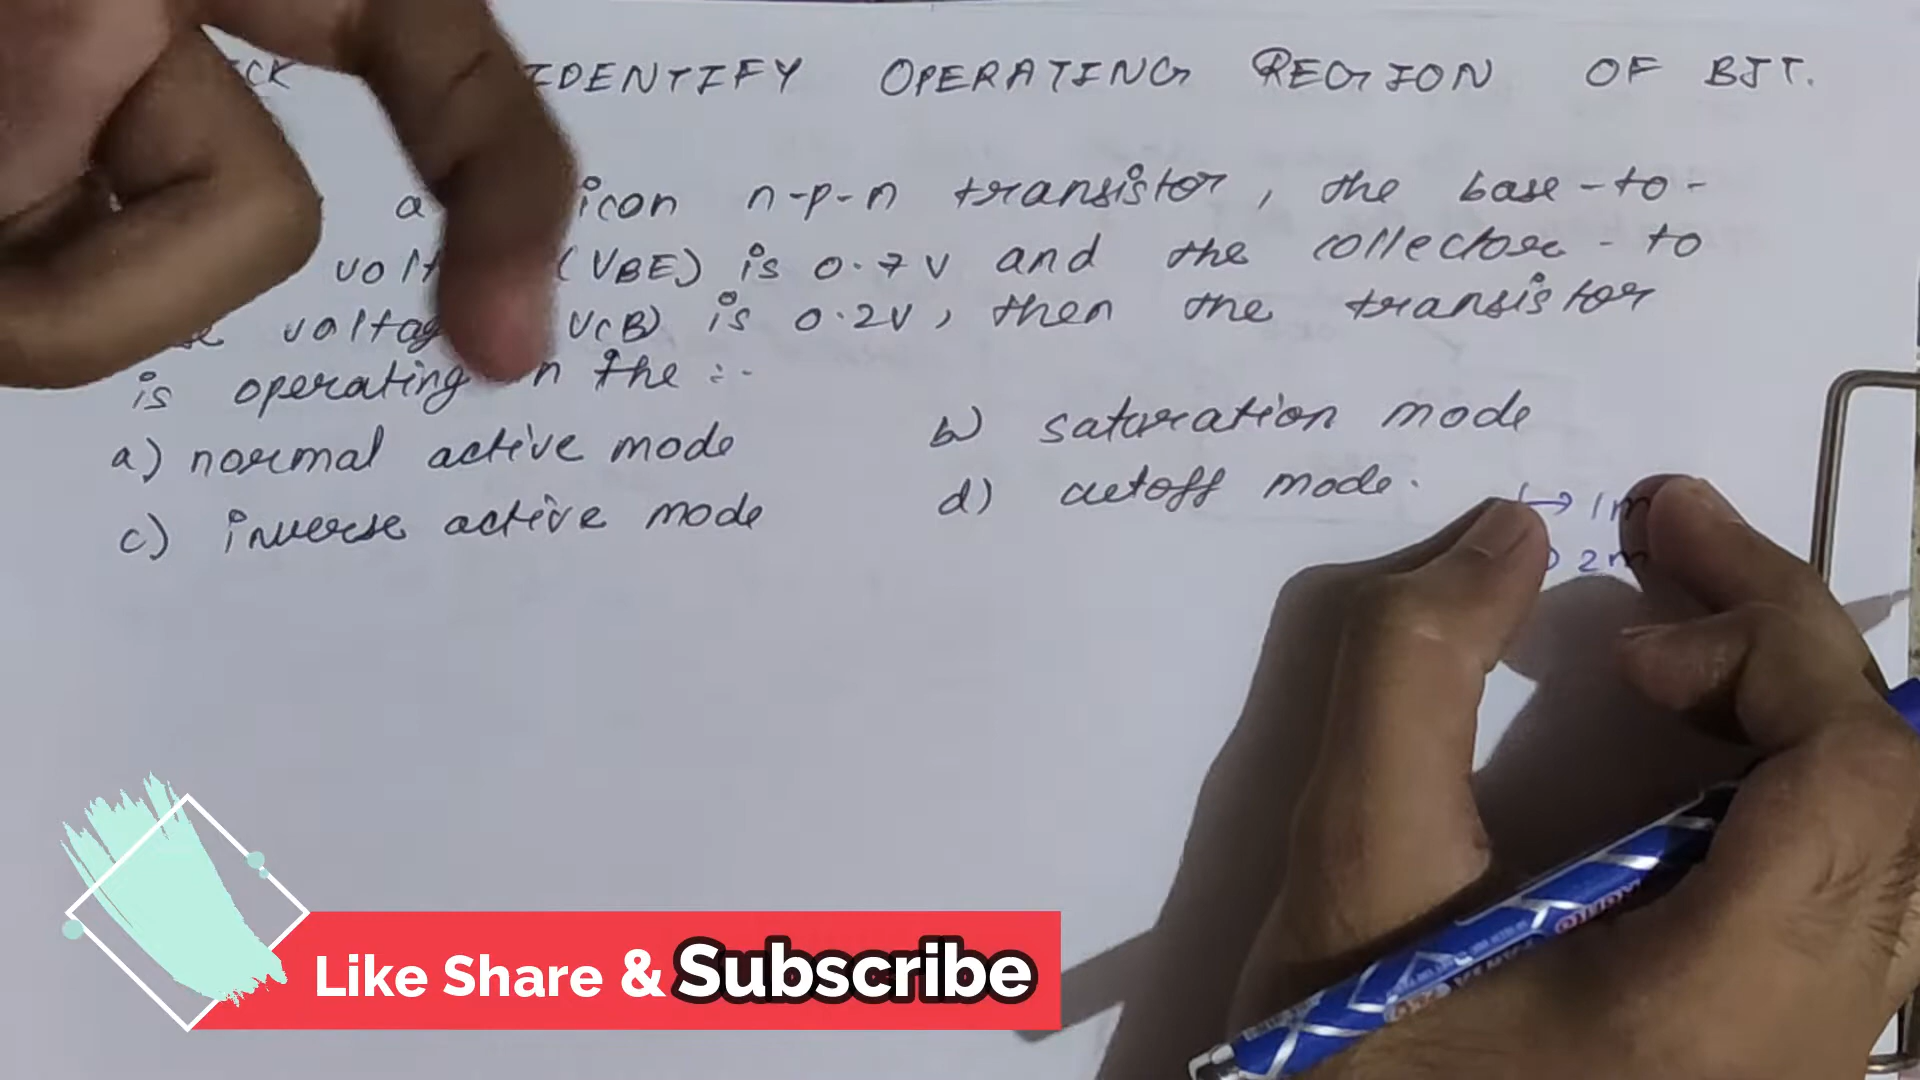 IDENTIFY OPERATING REGION OF BJT.
a icon n-p-n transistor, the base-to-
(VBE) is 0.7 V and the collector-to
VCB) is 0.2V, then the transistor
is operating the :-
a) normal active mode b) saturation mode
c) inverse active mode d) cutoff mode.
Like Share & Subscribe